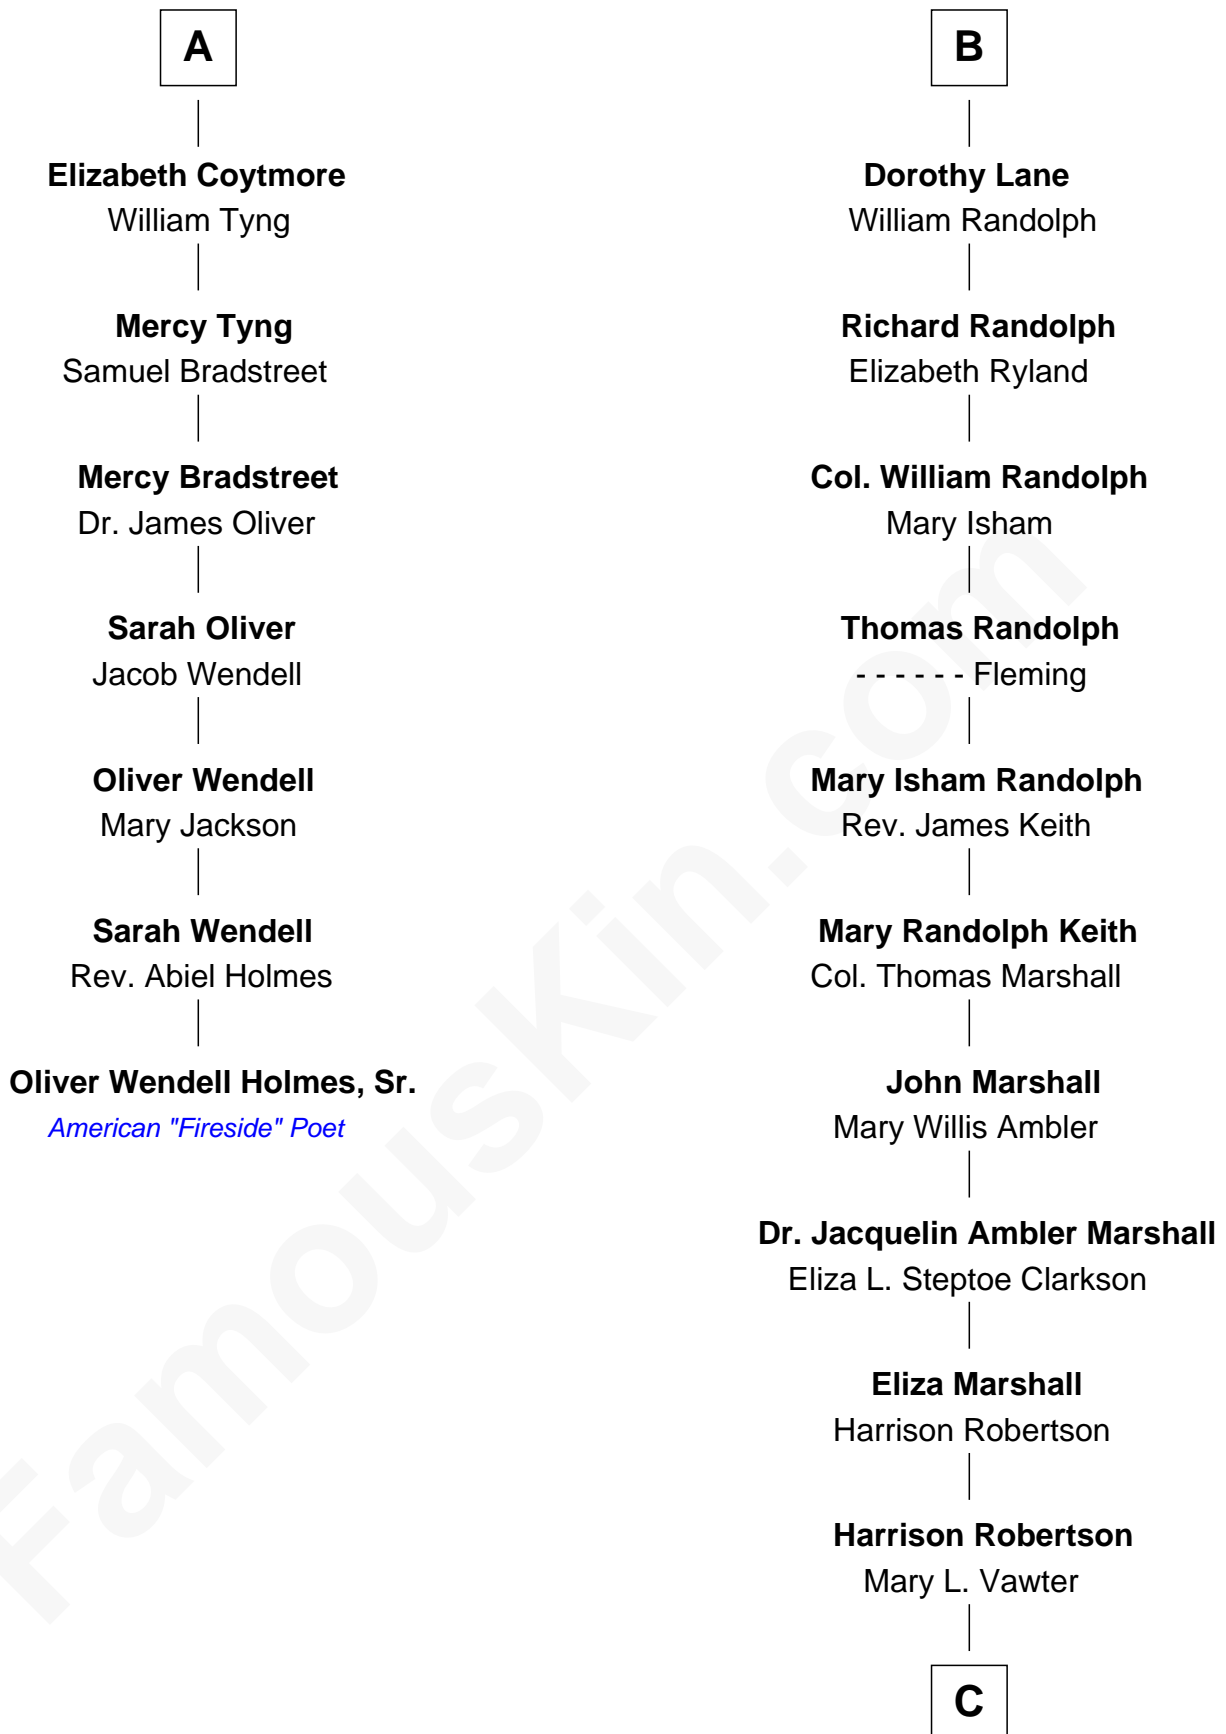 A
Elizabeth Coytmore
William Tyng
Mercy Tyng
Samuel Bradstreet
Mercy Bradstreet
Dr. James Oliver
Sarah Oliver
Jacob Wendell
Oliver Wendell
Mary Jackson
Sarah Wendell
Rev. Abiel Holmes
Oliver Wendell Holmes, Sr.
American "Fireside" Poet
B
Dorothy Lane
William Randolph
Richard Randolph
Elizabeth Ryland
Col. William Randolph
Mary Isham
Thomas Randolph
- - - - - - Fleming
Mary Isham Randolph
Rev. James Keith
Mary Randolph Keith
Col. Thomas Marshall
John Marshall
Mary Willis Ambler
Dr. Jacquelin Ambler Marshall
Eliza L. Steptoe Clarkson
Eliza Marshall
Harrison Robertson
Harrison Robertson
Mary L. Vawter
C
FamousKin.com